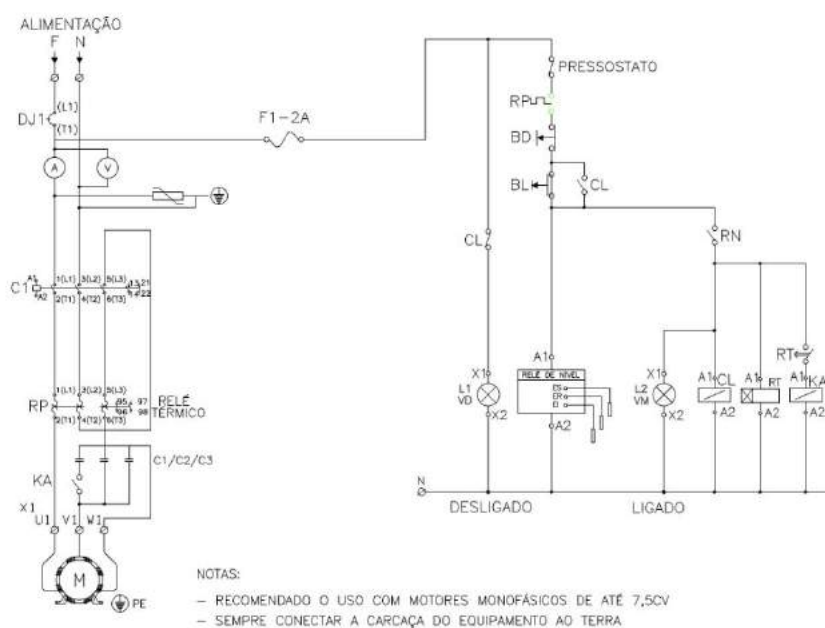 ALIMENTAÇÃO
F N
(L1)
DJ1
(T1)
F1-2A
A
V
PRESSOSTATO
RP
BD
BL
CL
CL
RN
A1
C1
A2
1(L1) 3(L2) 5(L3) 13 21
2(T1) 4(T2) 6(T3) 14 22
RT
X1
L1
VD
X2
A1
RELÉ DE NÍVEL
ES
ER
EI
A2
X1
L2
VM
X2
A1 CL
A2
A1 RT
A2
A1 KA
A2
1(L1) 3(L2) 5(L3) 95 97
RP
2(T1) 4(T2) 6(T3) 96 98
RELÉ
TÉRMICO
C1/C2/C3
KA
X1
U1 V1 W1
M
PE
N
DESLIGADO
LIGADO
NOTAS:
– RECOMENDADO O USO COM MOTORES MONOFÁSICOS DE ATÉ 7,5CV
– SEMPRE CONECTAR A CARCAÇA DO EQUIPAMENTO AO TERRA